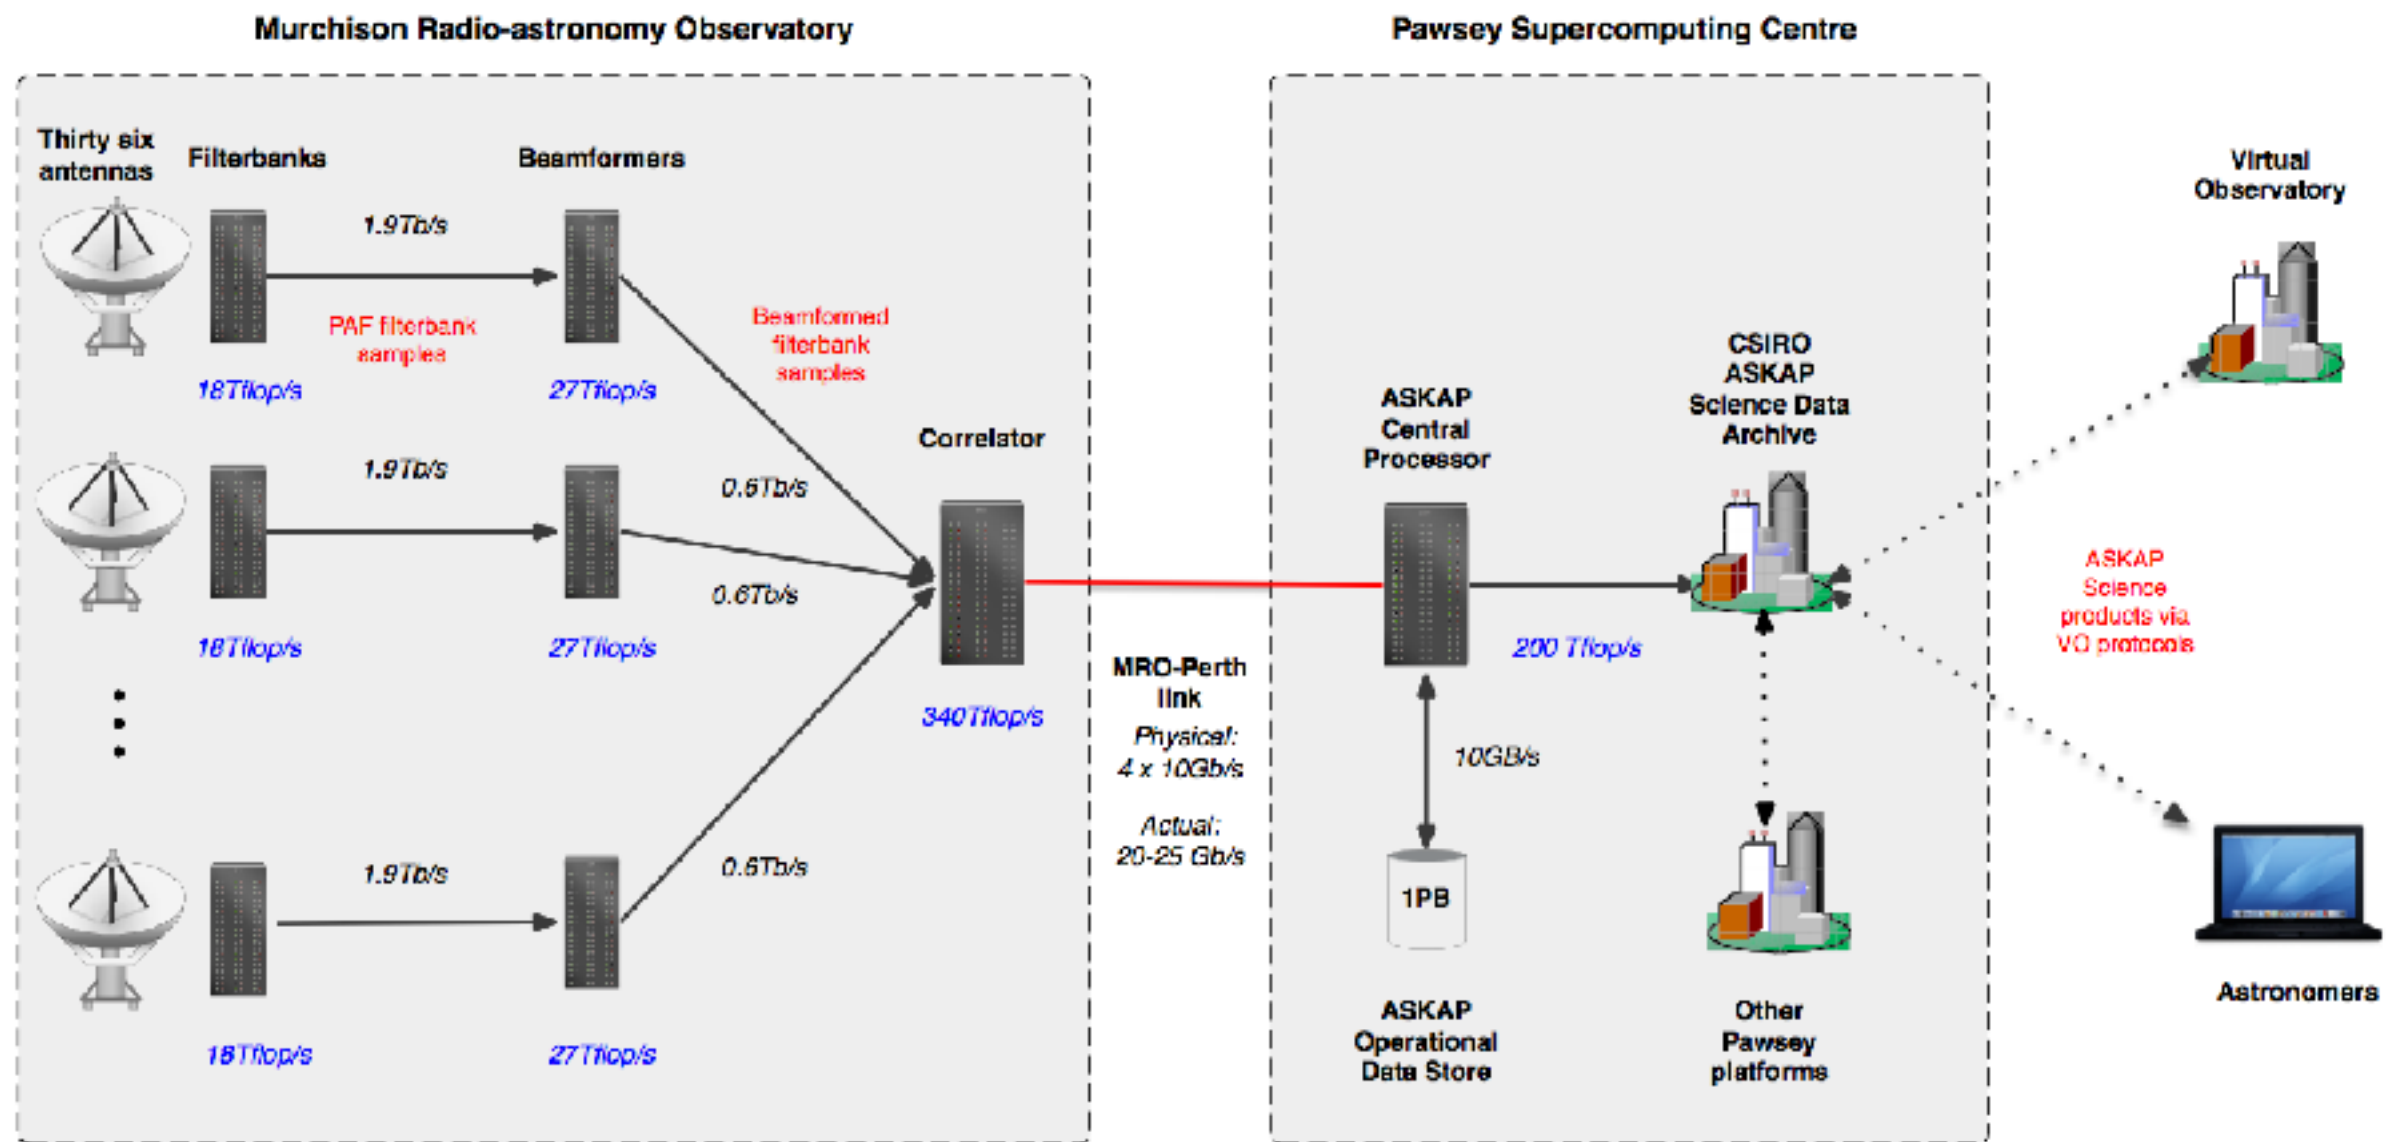 Murchison Radio-astronomy Observatory
Pawsey Supercomputing Centre
Thirty six
antennas
Filterbanks
Beamformers
1.9Tb/s
PAF filterbank
samples
18Tflop/s
27Tflop/s
Beamformed
filterbank
samples
1.9Tb/s
0.6Tb/s
0.6Tb/s
18Tflop/s
27Tflop/s
Correlator
340Tflop/s
1.9Tb/s
0.6Tb/s
18Tflop/s
27Tflop/s
MRO-Perth
link
Physical:
4 x 10Gb/s
Actual:
20-25 Gb/s
ASKAP
Central
Processor
200 Tflop/s
10GB/s
1PB
ASKAP
Operational
Data Store
CSIRO
ASKAP
Science Data
Archive
Other
Pawsey
platforms
Virtual
Observatory
ASKAP
Science
products via
VO protocols
Astronomers